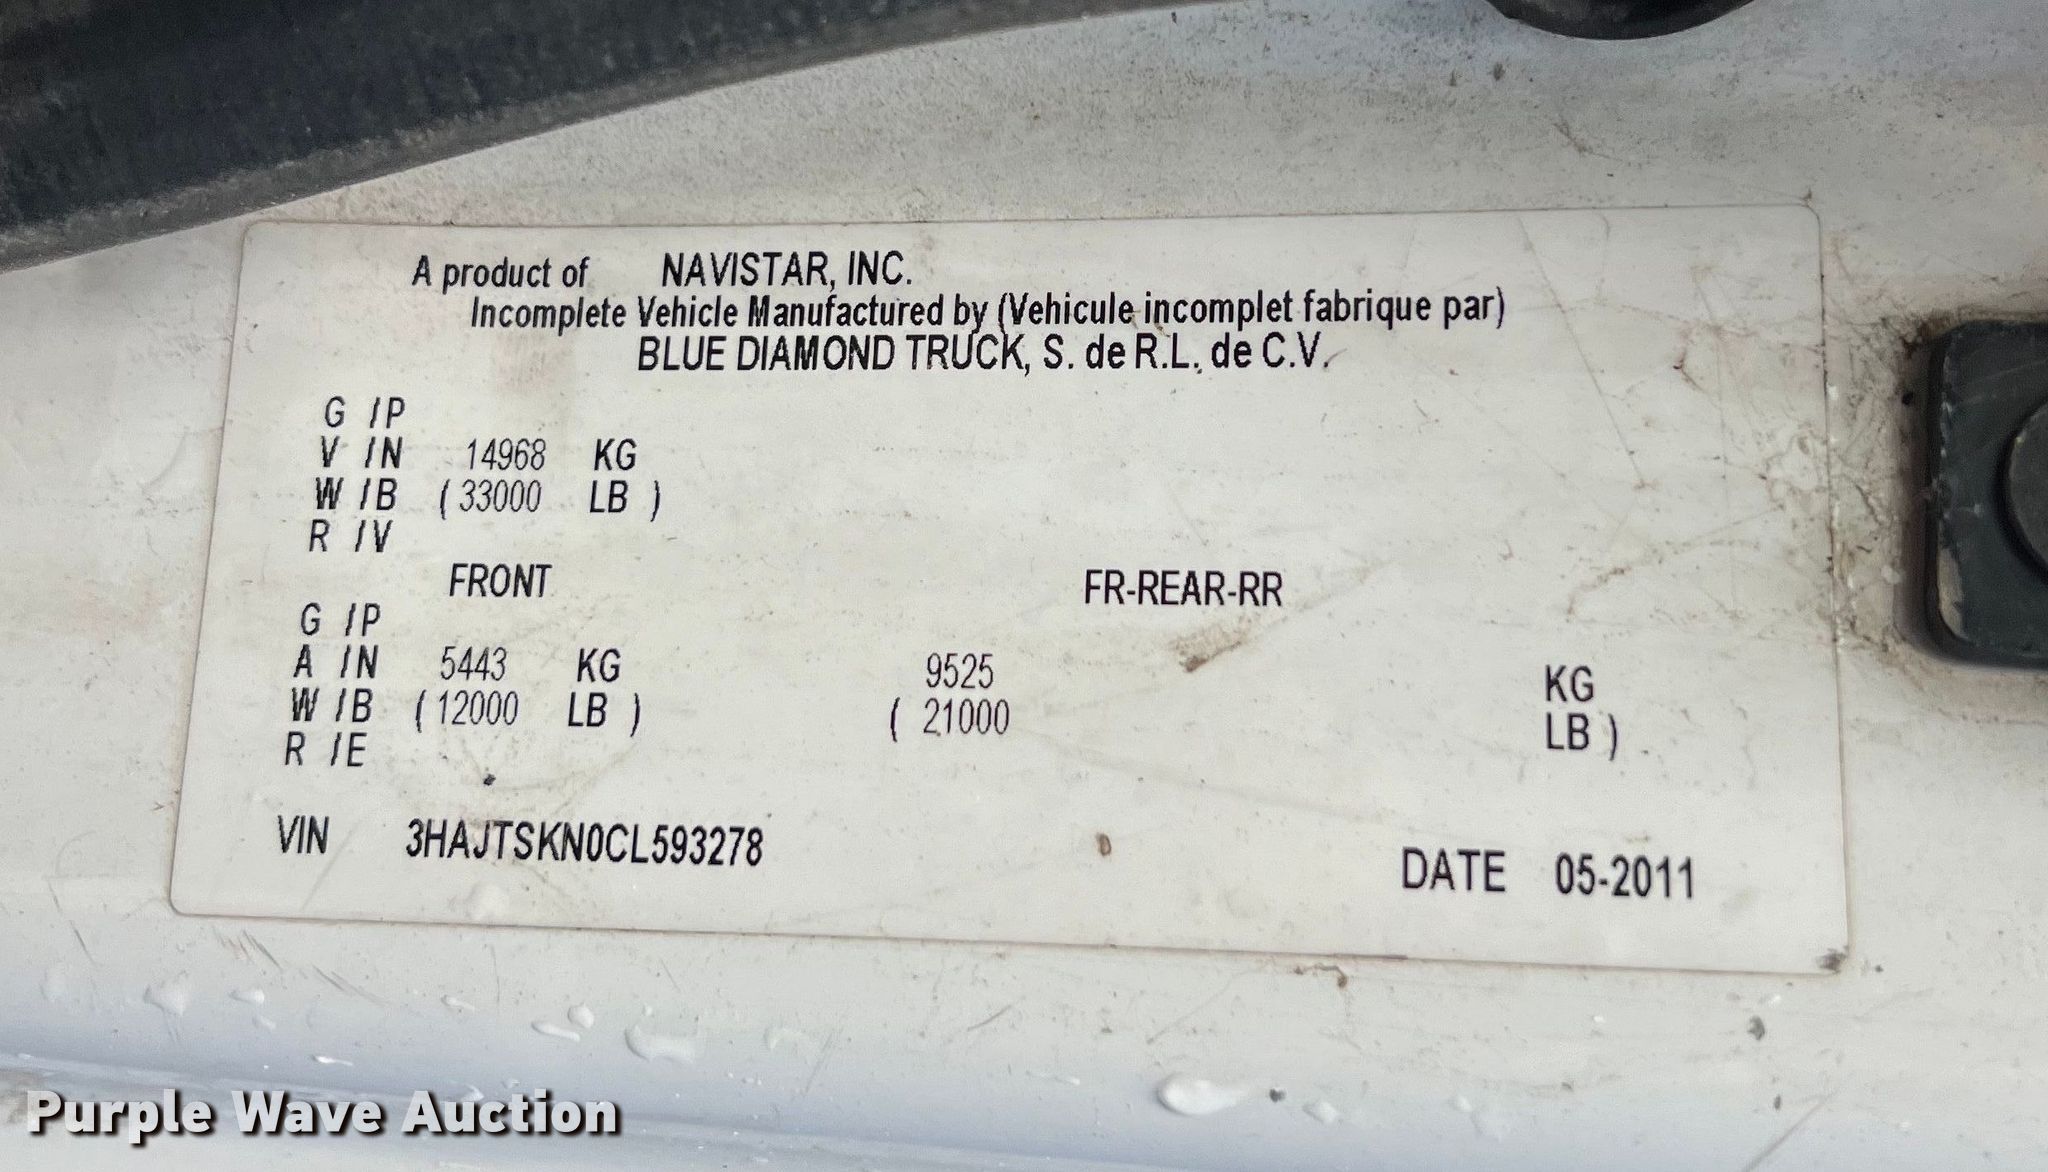 A product of NAVISTAR, INC.
Incomplete Vehicle Manufactured by (Vehicule incomplet fabrique par)
BLUE DIAMOND TRUCK, S. de R.L. de C.V.
G /P
V /N 14968 KG
W /B ( 33000 LB )
R /V
FRONT FR-REAR-RR
G /P
A /N 5443 KG 9525 KG
W /B ( 12000 LB ) ( 21000 LB )
R /E
VIN 3HAJTSKN0CL593278
DATE 05-2011
Purple Wave Auction